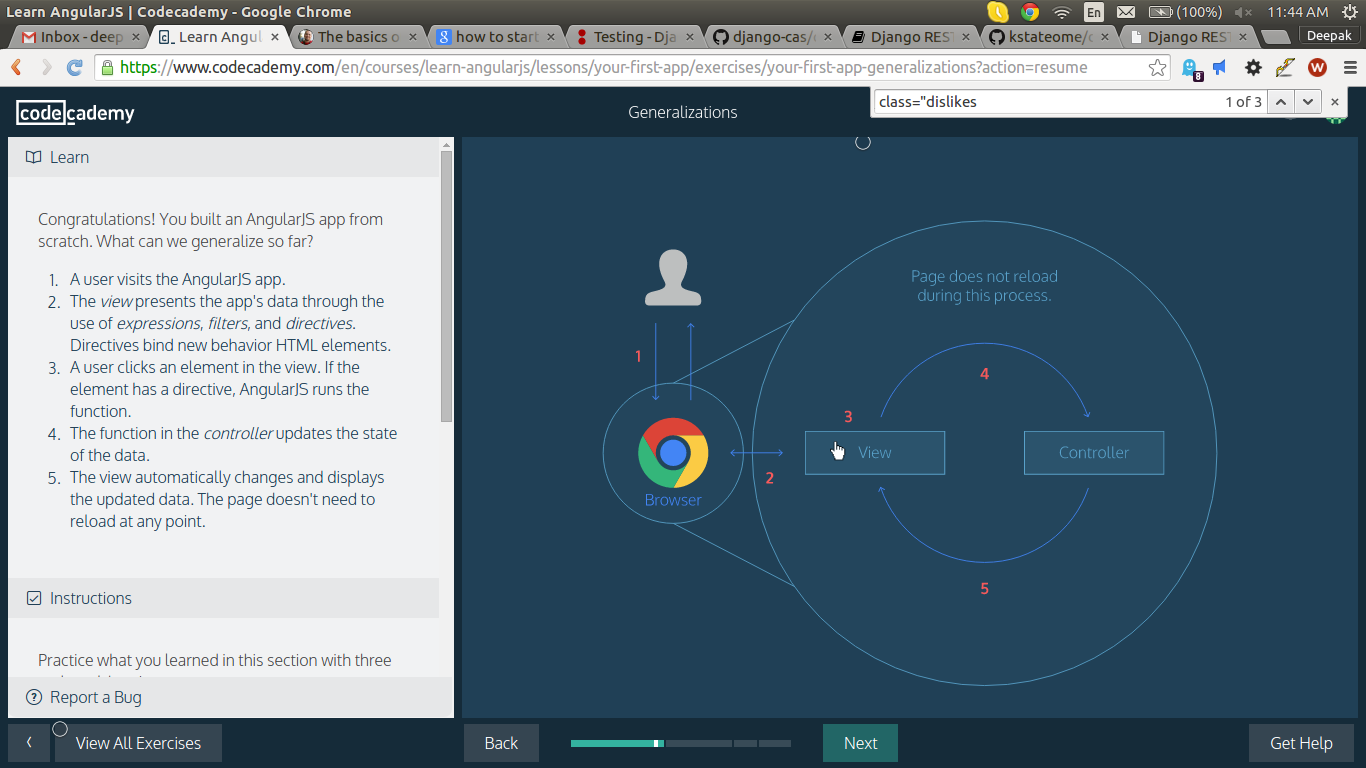 Learn AngularJS | Codecademy - Google Chrome
En
(100%)
11:44 AM
Inbox - deep
Learn Angul
The basics o
how to start
Testing - Dja
django-cas/
Django REST
kstateome/
Django REST
Deepak
https://www.codecademy.com/en/courses/learn-angularjs/lessons/your-first-app/exercises/your-first-app-generalizations?action=resume
8
W
class="dislikes
1 of 3
codecademy
Generalizations
Learn
Congratulations! You built an AngularJS app from
scratch. What can we generalize so far?
1. A user visits the AngularJS app.
2. The view presents the app's data through the
use of expressions, filters, and directives.
Directives bind new behavior HTML elements.
3. A user clicks an element in the view. If the
element has a directive, AngularJS runs the
function.
4. The function in the controller updates the state
of the data.
5. The view automatically changes and displays
the updated data. The page doesn't need to
reload at any point.
Instructions
Practice what you learned in this section with three
Report a Bug
Page does not reload
during this process.
1
4
3
View
Controller
2
Browser
5
View All Exercises
Back
Next
Get Help